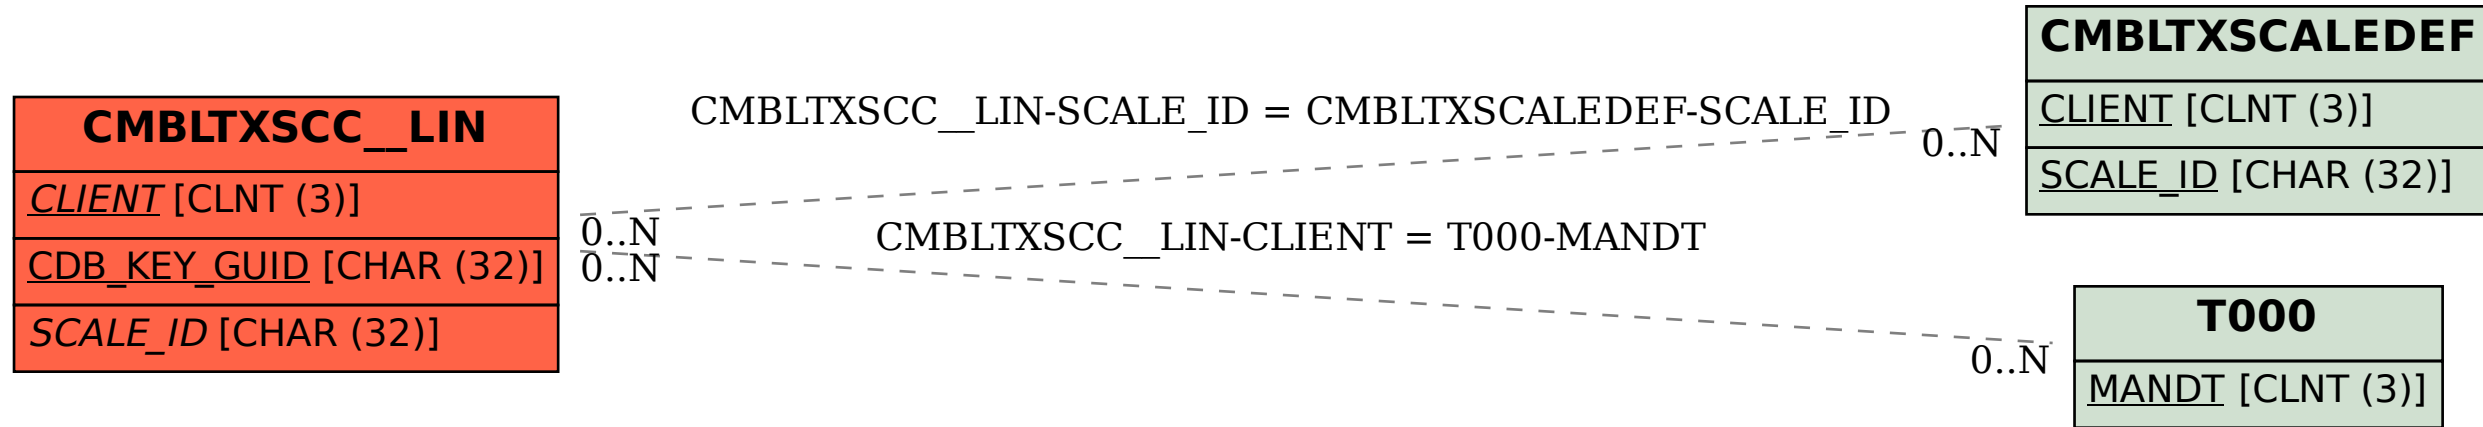 CMBLTXSCC__LIN
CLIENT [CLNT (3)]
CDB_KEY_GUID [CHAR (32)]
SCALE_ID [CHAR (32)]
CMBLTXSCC__LIN-SCALE_ID = CMBLTXSCALEDEF-SCALE_ID
0..N
0..N
CMBLTXSCC__LIN-CLIENT = T000-MANDT
0..N
0..N
CMBLTXSCALEDEF
CLIENT [CLNT (3)]
SCALE_ID [CHAR (32)]
T000
MANDT [CLNT (3)]